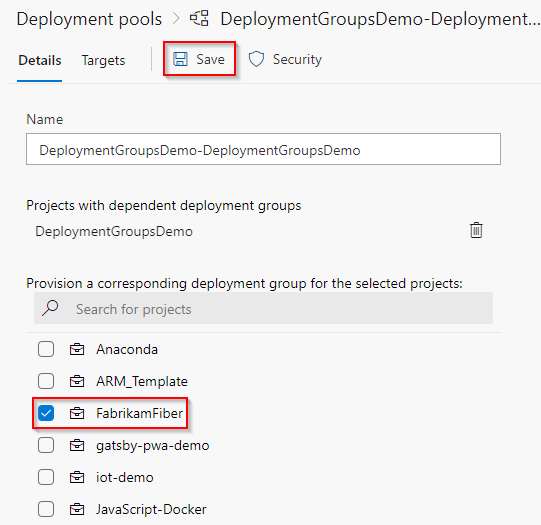 Deployment pools > DeploymentGroupsDemo-Deployment...
Details Targets Save Security
Name
DeploymentGroupsDemo-DeploymentGroupsDemo
Projects with dependent deployment groups
DeploymentGroupsDemo
Provision a corresponding deployment group for the selected projects:
Search for projects
Anaconda
ARM_Template
FabrikamFiber
gatsby-pwa-demo
iot-demo
JavaScript-Docker